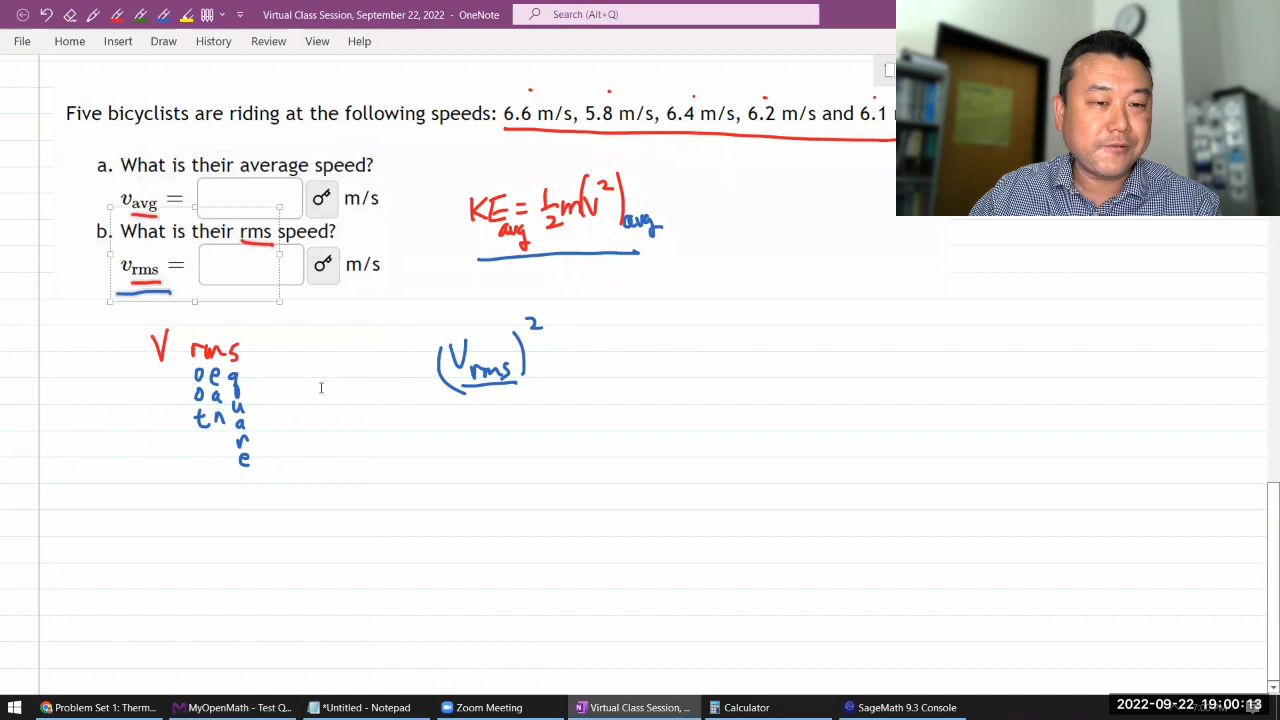 Virtual Class Session, September 22, 2022 - OneNote
Search (Alt+Q)
File Home Insert Draw History Review View Help
Five bicyclists are riding at the following speeds: 6.6 m/s, 5.8 m/s, 6.4 m/s, 6.2 m/s and 6.1
a. What is their average speed?
vavg = m/s
KEavg = 1/2 m(v²)avg
b. What is their rms speed?
vrms = m/s
V rms
root
mean
square
(Vrms)²
Problem Set 1: Therm...
MyOpenMath - Test Q...
*Untitled - Notepad
Zoom Meeting
Virtual Class Session, ...
Calculator
SageMath 9.3 Console
2022-09-22 19:00:13